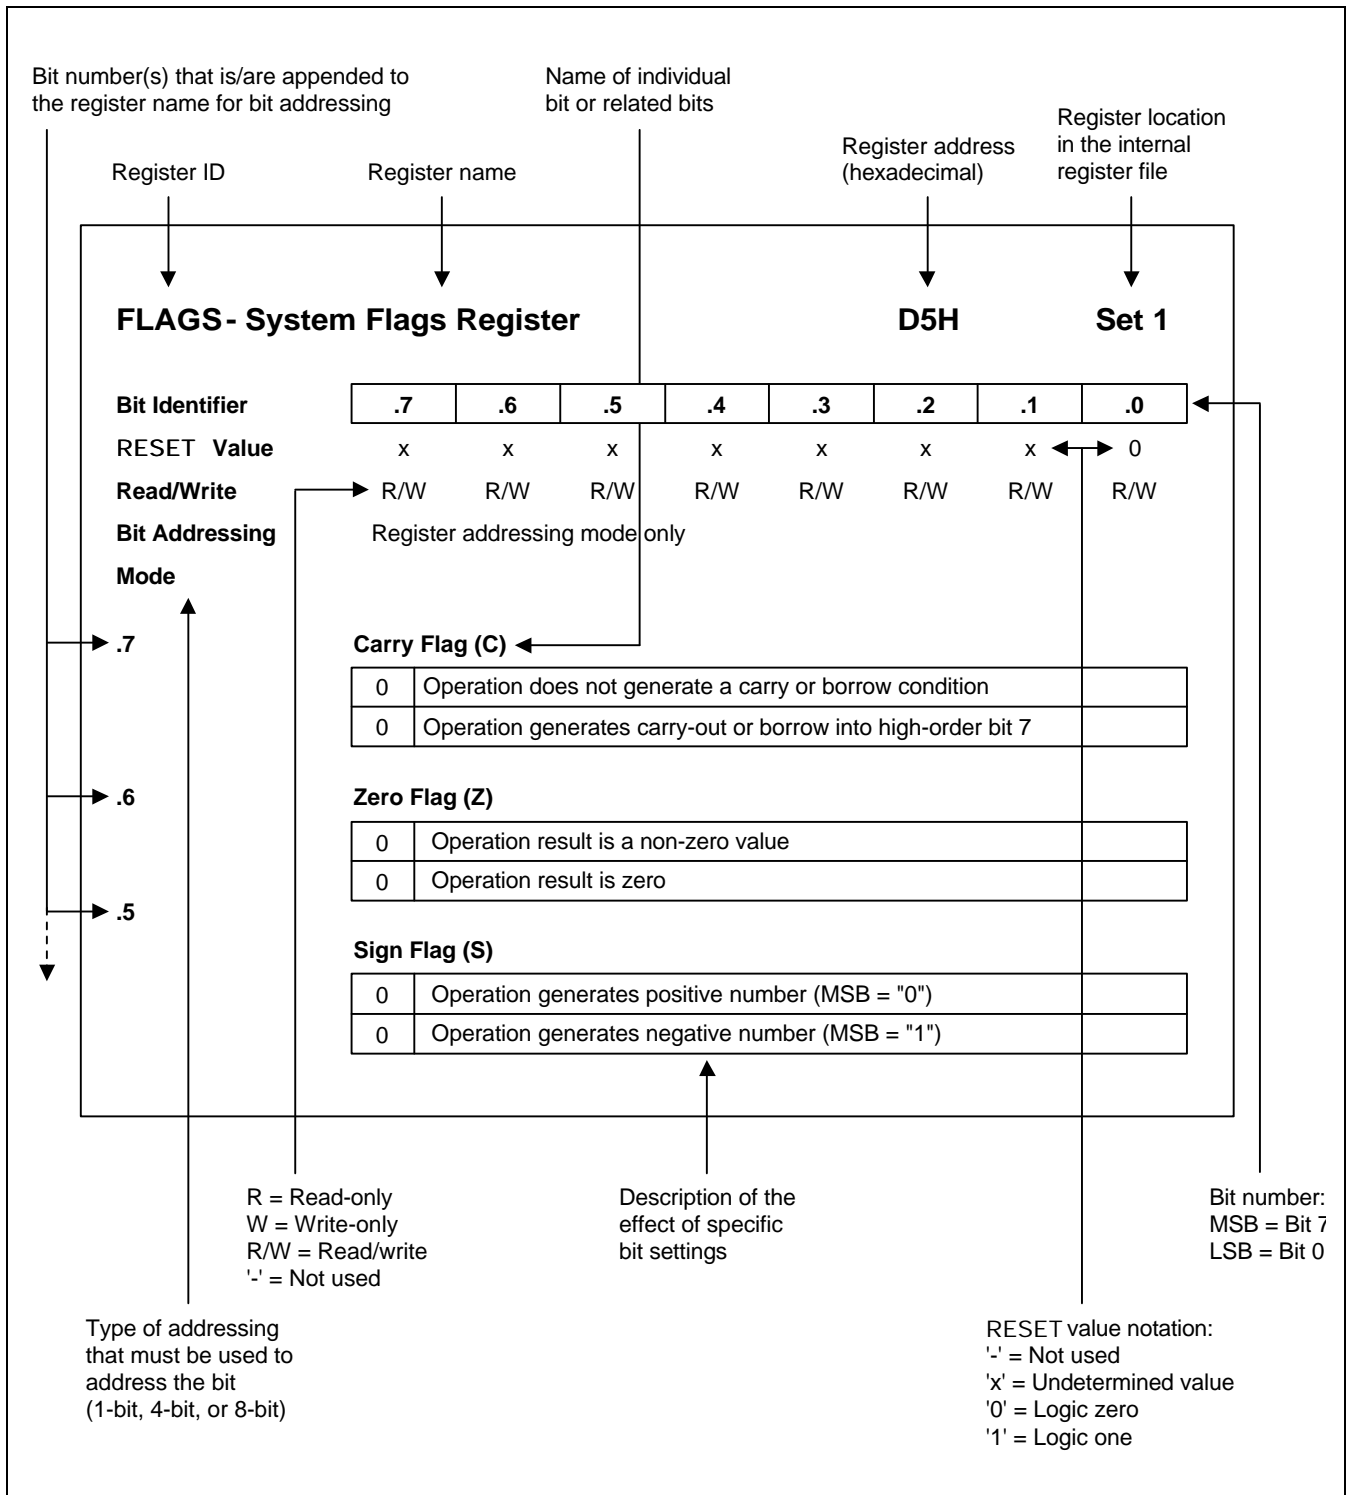 Bit number(s) that is/are appended to
the register name for bit addressing
Name of individual
bit or related bits
Register ID
Register name
Register address
(hexadecimal)
Register location
in the internal
register file
FLAGS - System Flags Register D5H Set 1
Bit Identifier .7 .6 .5 .4 .3 .2 .1 .0
RESET Value x x x x x x x 0
Read/Write R/W R/W R/W R/W R/W R/W R/W R/W
Bit Addressing Register addressing mode only
Mode
.7 Carry Flag (C)
0 Operation does not generate a carry or borrow condition
0 Operation generates carry-out or borrow into high-order bit 7
.6 Zero Flag (Z)
0 Operation result is a non-zero value
0 Operation result is zero
.5
Sign Flag (S)
0 Operation generates positive number (MSB = "0")
0 Operation generates negative number (MSB = "1")
R = Read-only
W = Write-only
R/W = Read/write
'-' = Not used
Description of the
effect of specific
bit settings
Bit number:
MSB = Bit 7
LSB = Bit 0
Type of addressing
that must be used to
address the bit
(1-bit, 4-bit, or 8-bit)
RESET value notation:
'-' = Not used
'x' = Undetermined value
'0' = Logic zero
'1' = Logic one